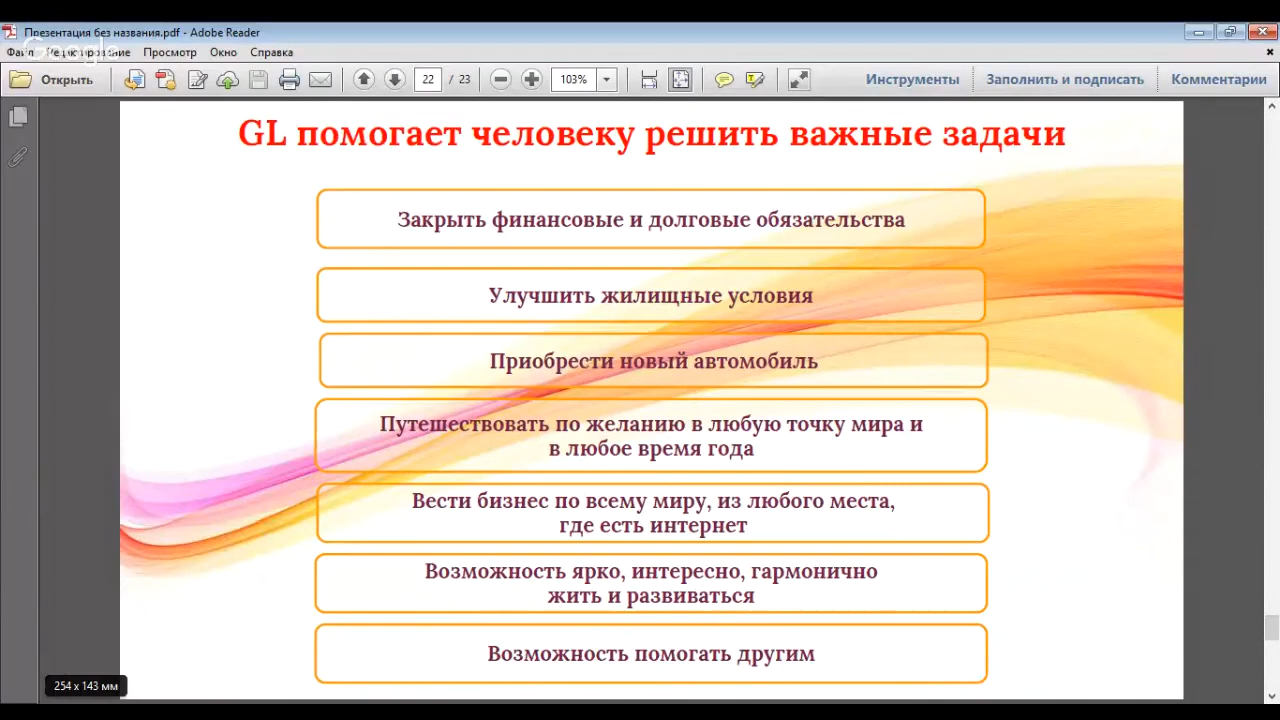 Презентация без названия.pdf - Adobe Reader
Google
Файл Редактирование Просмотр Окно Справка
Открыть 22 / 23 103% Инструменты Заполнить и подписать Комментарии
GL помогает человеку решить важные задачи
Закрыть финансовые и долговые обязательства
Улучшить жилищные условия
Приобрести новый автомобиль
Путешествовать по желанию в любую точку мира и
в любое время года
Вести бизнес по всему миру, из любого места,
где есть интернет
Возможность ярко, интересно, гармонично
жить и развиваться
Возможность помогать другим
254 x 143 мм